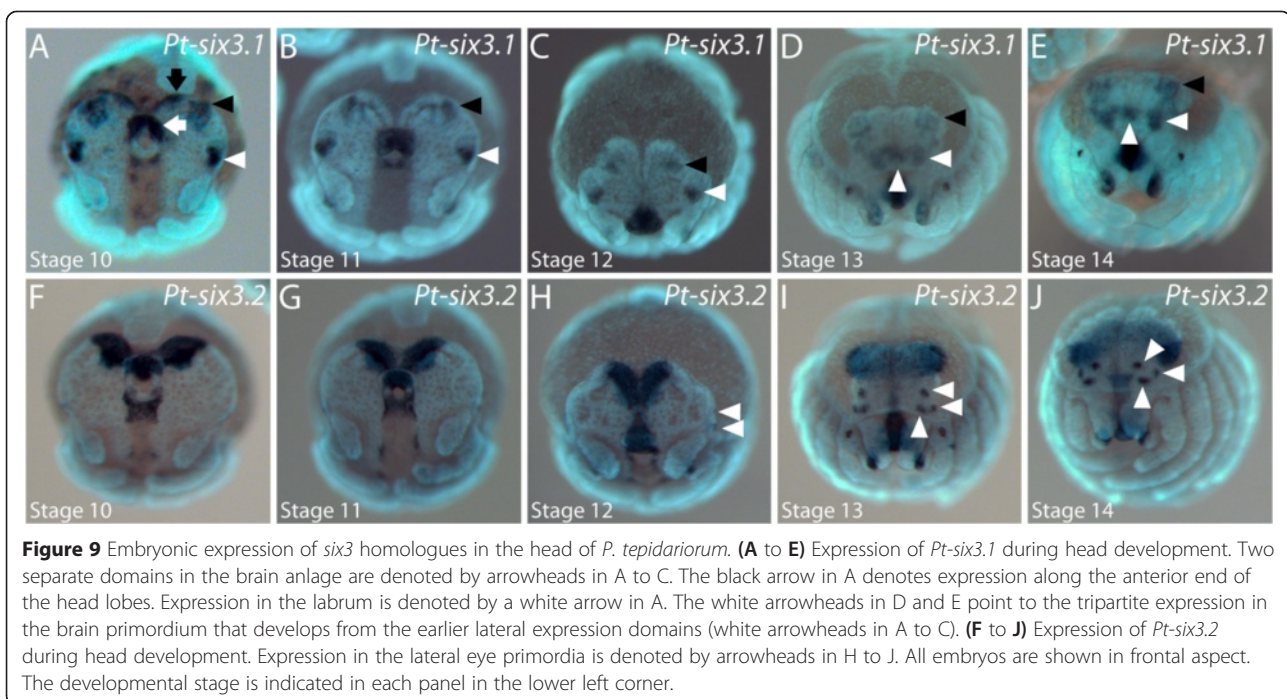 A Pt-six3.1 B Pt-six3.1 C Pt-six3.1 D Pt-six3.1 E Pt-six3.1
Stage 10 Stage 11 Stage 12 Stage 13 Stage 14
F Pt-six3.2 G Pt-six3.2 H Pt-six3.2 I Pt-six3.2 J Pt-six3.2
Stage 10 Stage 11 Stage 12 Stage 13 Stage 14
Figure 9 Embryonic expression of six3 homologues in the head of P. tepidariorum. (A to E) Expression of Pt-six3.1 during head development. Two
separate domains in the brain anlage are denoted by arrowheads in A to C. The black arrow in A denotes expression along the anterior end of
the head lobes. Expression in the labrum is denoted by a white arrow in A. The white arrowheads in D and E point to the tripartite expression in
the brain primordium that develops from the earlier lateral expression domains (white arrowheads in A to C). (F to J) Expression of Pt-six3.2
during head development. Expression in the lateral eye primordia is denoted by arrowheads in H to J. All embryos are shown in frontal aspect.
The developmental stage is indicated in each panel in the lower left corner.